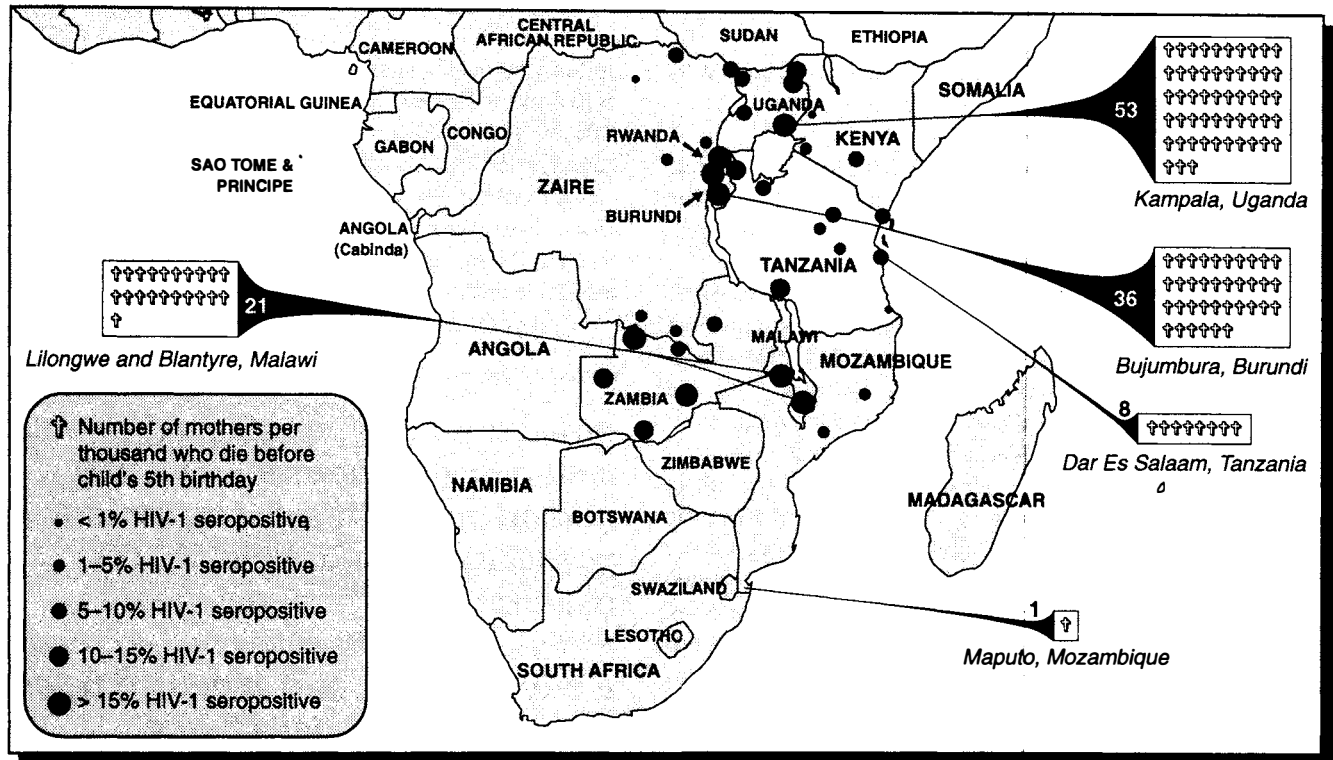 CENTRAL
AFRICAN REPUBLIC
SUDAN
ETHIOPIA
CAMEROON
SOMALIA
UGANDA
53
Kampala, Uganda
EQUATORIAL GUINEA
CONGO
GABON
RWANDA
KENYA
SAO TOME &
PRINCIPE
ZAIRE
BURUNDI
ANGOLA
(Cabinda)
TANZANIA
36
Bujumbura, Burundi
21
Lilongwe and Blantyre, Malawi
ANGOLA
MALAWI
MOZAMBIQUE
ZAMBIA
8
Dar Es Salaam, Tanzania
ZIMBABWE
NAMIBIA
BOTSWANA
MADAGASCAR
SWAZILAND
LESOTHO
SOUTH AFRICA
1
Maputo, Mozambique
Number of mothers per
thousand who die before
child's 5th birthday
< 1% HIV-1 seropositive
1–5% HIV-1 seropositive
5–10% HIV-1 seropositive
10–15% HIV-1 seropositive
> 15% HIV-1 seropositive